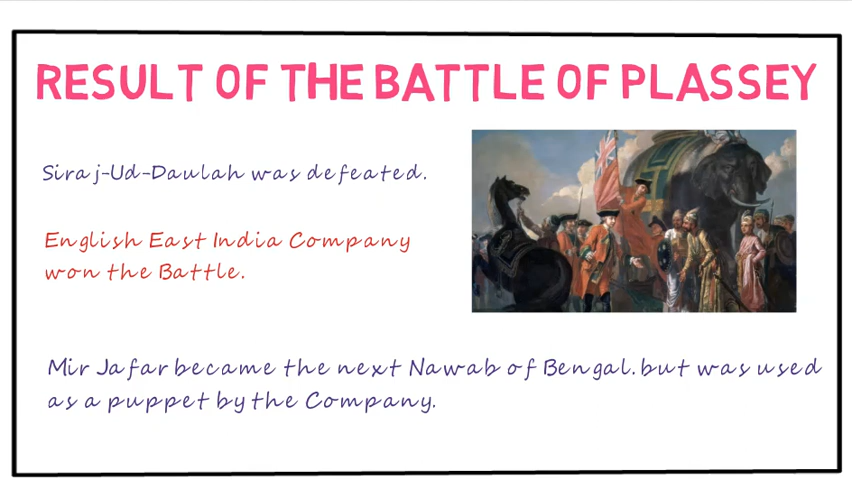 RESULT OF THE BATTLE OF PLASSEY
Siraj-Ud-Daulah was defeated.
English East India Company
won the Battle.
Mir Jafar became the next Nawab of Bengal.but was used
as a puppet by the Company.